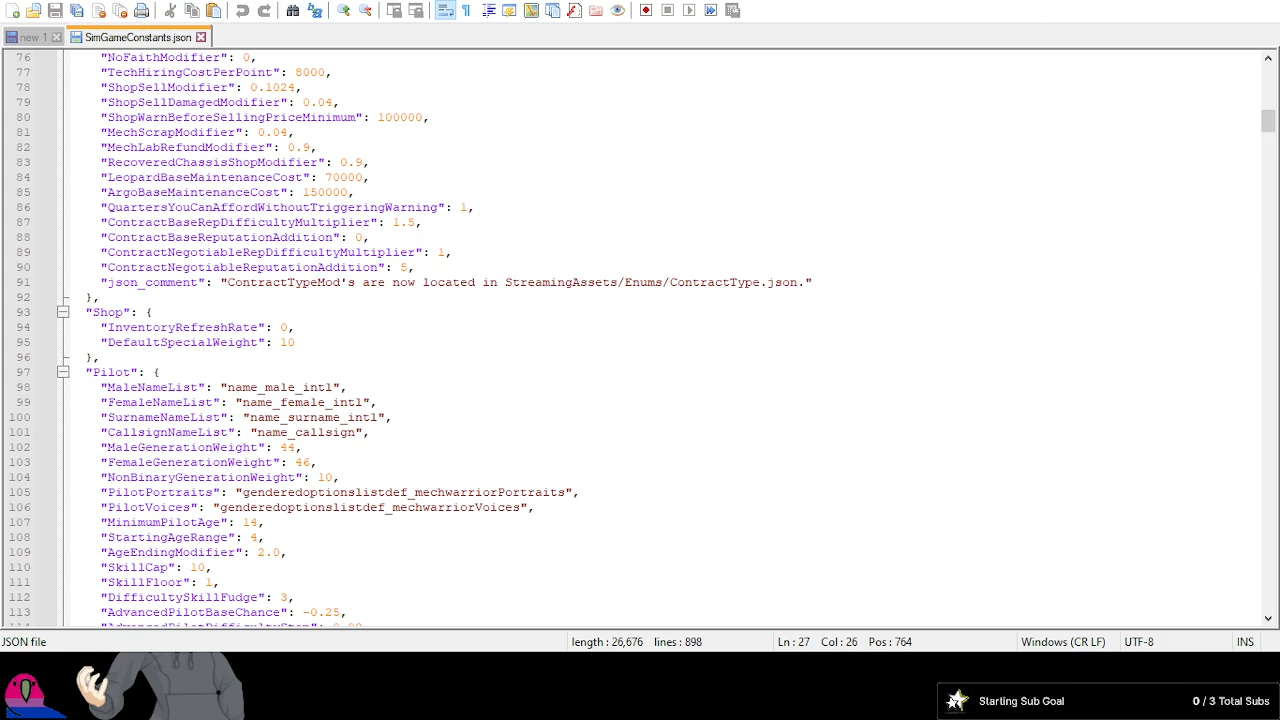 new 1
SimGameConstants.json
76 "NoFaithModifier": 0,
77 "TechHiringCostPerPoint": 8000,
78 "ShopSellModifier": 0.1024,
79 "ShopSellDamagedModifier": 0.04,
80 "ShopWarnBeforeSellingPriceMinimum": 100000,
81 "MechScrapModifier": 0.04,
82 "MechLabRefundModifier": 0.9,
83 "RecoveredChassisShopModifier": 0.9,
84 "LeopardBaseMaintenanceCost": 70000,
85 "ArgoBaseMaintenanceCost": 150000,
86 "QuartersYouCanAffordWithoutTriggeringWarning": 1,
87 "ContractBaseRepDifficultyMultiplier": 1.5,
88 "ContractBaseReputationAddition": 0,
89 "ContractNegotiableRepDifficultyMultiplier": 1,
90 "ContractNegotiableReputationAddition": 5,
91 "json_comment": "ContractTypeMod's are now located in StreamingAssets/Enums/ContractType.json."
92 },
93 "Shop": {
94 "InventoryRefreshRate": 0,
95 "DefaultSpecialWeight": 10
96 },
97 "Pilot": {
98 "MaleNameList": "name_male_intl",
99 "FemaleNameList": "name_female_intl",
100 "SurnameNameList": "name_surname_intl",
101 "CallsignNameList": "name_callsign",
102 "MaleGenerationWeight": 44,
103 "FemaleGenerationWeight": 46,
104 "NonBinaryGenerationWeight": 10,
105 "PilotPortraits": "genderedoptionslistdef_mechwarriorPortraits",
106 "PilotVoices": "genderedoptionslistdef_mechwarriorVoices",
107 "MinimumPilotAge": 14,
108 "StartingAgeRange": 4,
109 "AgeEndingModifier": 2.0,
110 "SkillCap": 10,
111 "SkillFloor": 1,
112 "DifficultySkillFudge": 3,
113 "AdvancedPilotBaseChance": -0.25,
JSON file length : 26,676 lines : 898 Ln : 27 Col : 26 Pos : 764 Windows (CR LF) UTF-8 INS
Starting Sub Goal 0 / 3 Total Subs